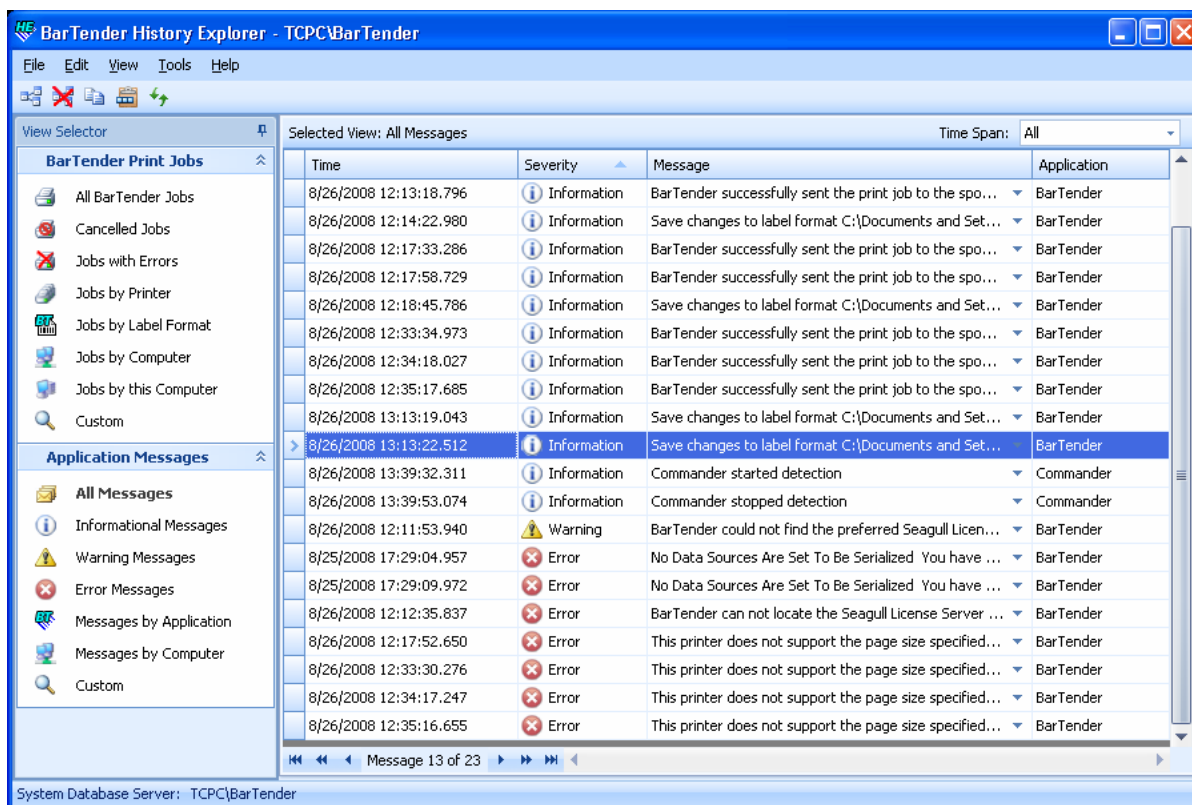 BarTender History Explorer - TCPC\BarTender
File Edit View Tools Help
View Selector
BarTender Print Jobs
All BarTender Jobs
Cancelled Jobs
Jobs with Errors
Jobs by Printer
Jobs by Label Format
Jobs by Computer
Jobs by this Computer
Custom
Application Messages
All Messages
Informational Messages
Warning Messages
Error Messages
Messages by Application
Messages by Computer
Custom
Selected View: All Messages Time Span: All
Time Severity Message Application
8/26/2008 12:13:18.796 Information BarTender successfully sent the print job to the spo... BarTender
8/26/2008 12:14:22.980 Information Save changes to label format C:\Documents and Set... BarTender
8/26/2008 12:17:33.286 Information BarTender successfully sent the print job to the spo... BarTender
8/26/2008 12:17:58.729 Information BarTender successfully sent the print job to the spo... BarTender
8/26/2008 12:18:45.786 Information Save changes to label format C:\Documents and Set... BarTender
8/26/2008 12:33:34.973 Information BarTender successfully sent the print job to the spo... BarTender
8/26/2008 12:34:18.027 Information BarTender successfully sent the print job to the spo... BarTender
8/26/2008 12:35:17.685 Information BarTender successfully sent the print job to the spo... BarTender
8/26/2008 13:13:19.043 Information Save changes to label format C:\Documents and Set... BarTender
8/26/2008 13:13:22.512 Information Save changes to label format C:\Documents and Set... BarTender
8/26/2008 13:39:32.311 Information Commander started detection Commander
8/26/2008 13:39:53.074 Information Commander stopped detection Commander
8/26/2008 12:11:53.940 Warning BarTender could not find the preferred Seagull Licen... BarTender
8/25/2008 17:29:04.957 Error No Data Sources Are Set To Be Serialized You have ... BarTender
8/25/2008 17:29:09.972 Error No Data Sources Are Set To Be Serialized You have ... BarTender
8/26/2008 12:12:35.837 Error BarTender can not locate the Seagull License Server ... BarTender
8/26/2008 12:17:52.650 Error This printer does not support the page size specified... BarTender
8/26/2008 12:33:30.276 Error This printer does not support the page size specified... BarTender
8/26/2008 12:34:17.247 Error This printer does not support the page size specified... BarTender
8/26/2008 12:35:16.655 Error This printer does not support the page size specified... BarTender
Message 13 of 23
System Database Server: TCPC\BarTender